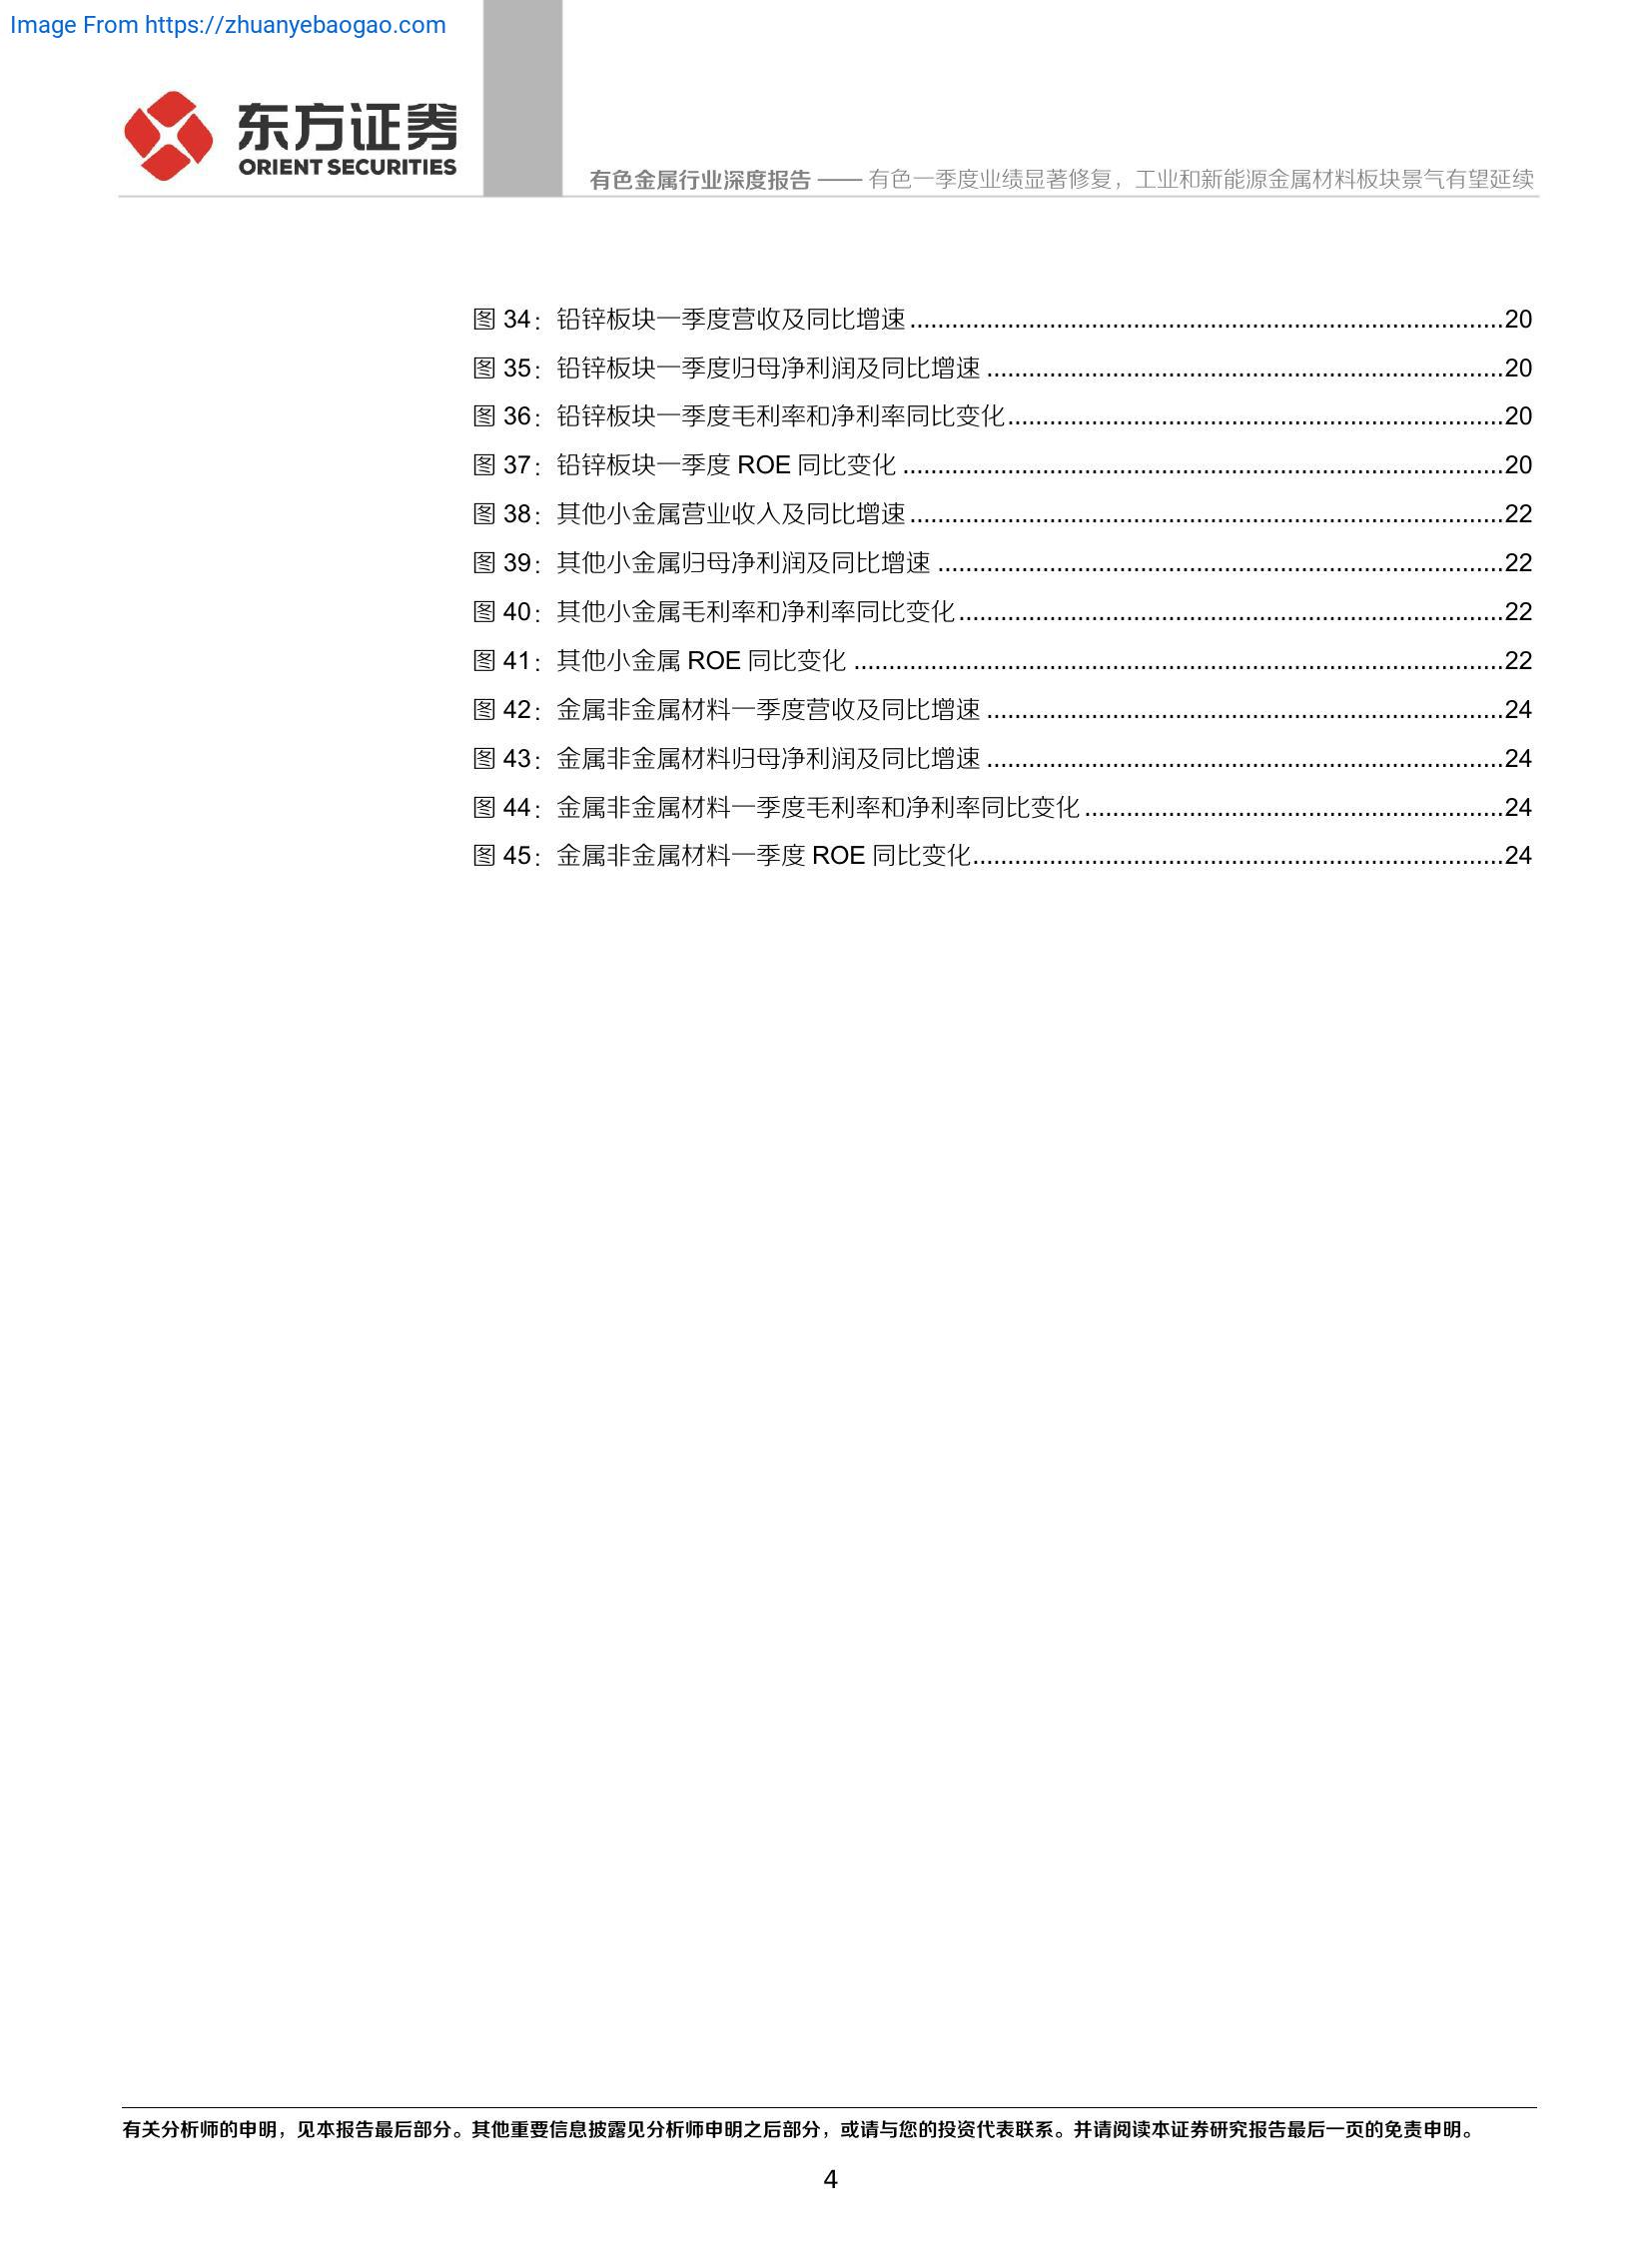 Image From https://zhuanyebaogao.com
东方证券
ORIENT SECURITIES
有色金属行业深度报告 —— 有色一季度业绩显著修复，工业和新能源金属材料板块景气有望延续
图 34：铅锌板块一季度营收及同比增速....................................................................................20
图 35：铅锌板块一季度归母净利润及同比增速.........................................................................20
图 36：铅锌板块一季度毛利率和净利率同比变化......................................................................20
图 37：铅锌板块一季度 ROE 同比变化.....................................................................................20
图 38：其他小金属营业收入及同比增速....................................................................................22
图 39：其他小金属归母净利润及同比增速................................................................................22
图 40：其他小金属毛利率和净利率同比变化.............................................................................22
图 41：其他小金属 ROE 同比变化............................................................................................22
图 42：金属非金属材料一季度营收及同比增速.........................................................................24
图 43：金属非金属材料归母净利润及同比增速.........................................................................24
图 44：金属非金属材料一季度毛利率和净利率同比变化...........................................................24
图 45：金属非金属材料一季度 ROE 同比变化...........................................................................24
有关分析师的申明，见本报告最后部分。其他重要信息披露见分析师申明之后部分，或请与您的投资代表联系。并请阅读本证券研究报告最后一页的免责申明。
4